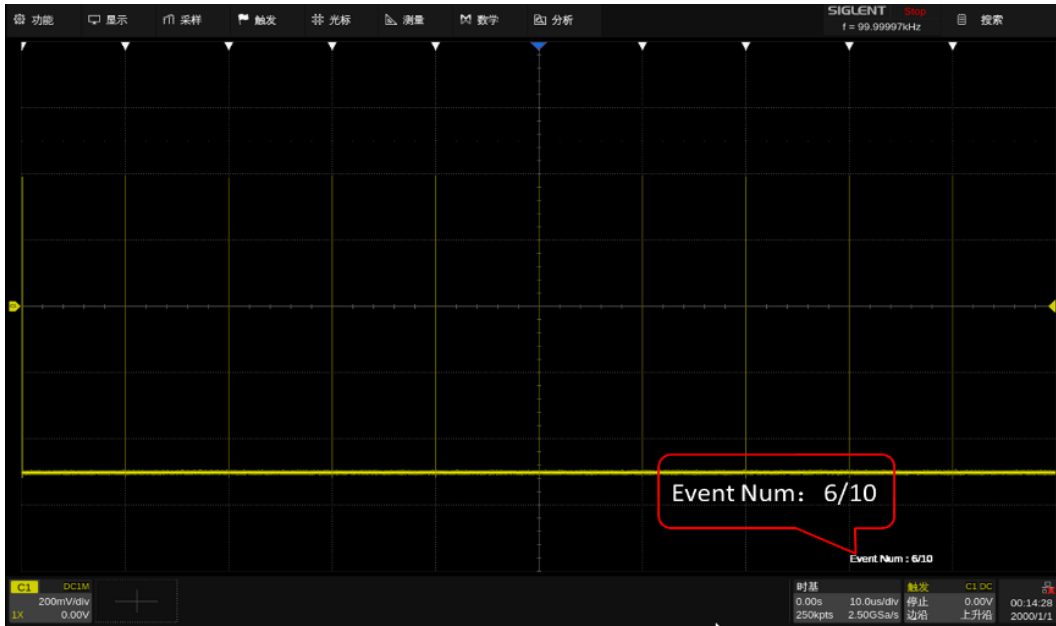 功能 显示 采样 触发 光标 测量 数学 分析 SIGLENT Stop 搜索
f = 99.99997kHz
Event Num： 6/10
Event Num : 6/10
C1 DC1M 时基 触发 C1 DC
200mV/div 0.00s 10.0us/div 停止 0.00V 00:14:28
1X 0.00V 250kpts 2.50GSa/s 边沿 上升沿 2000/1/1